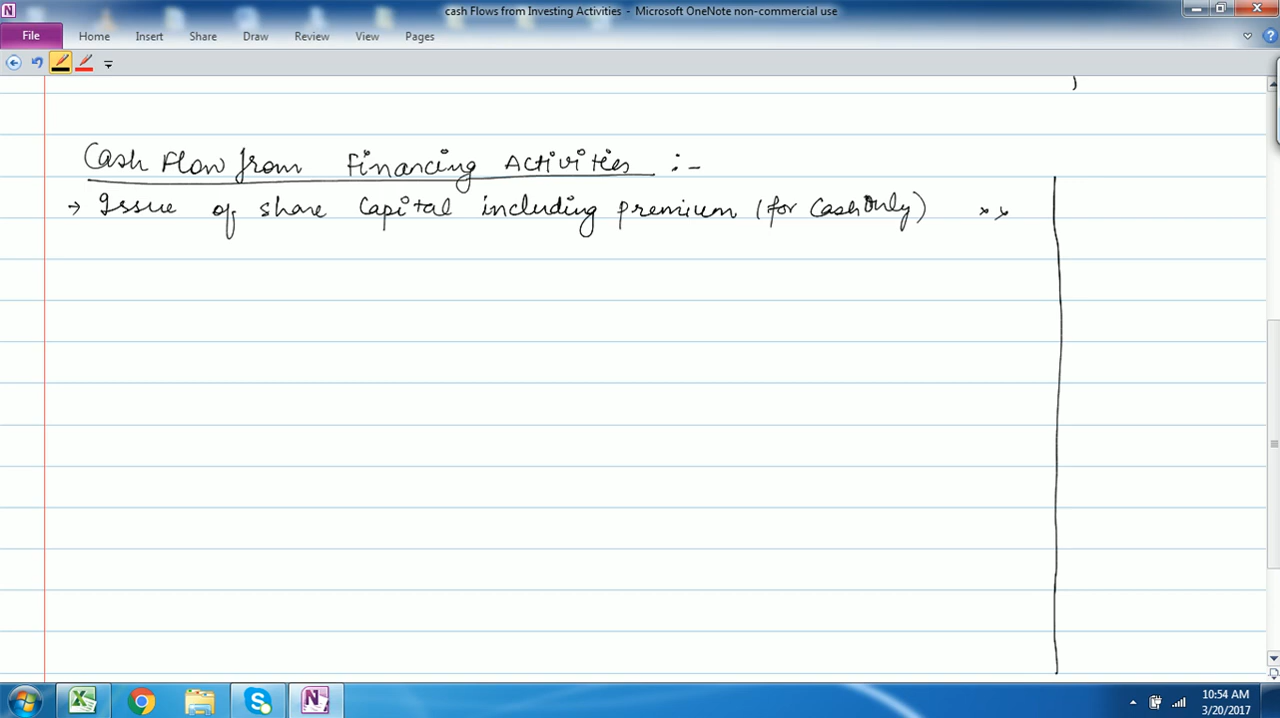 cash Flows from Investing Activities - Microsoft OneNote non-commercial use
File Home Insert Share Draw Review View Pages
Cash Flow from Financing Activities :-
→ Issue of share Capital including premium (for Cash Only) xx
10:54 AM
3/20/2017